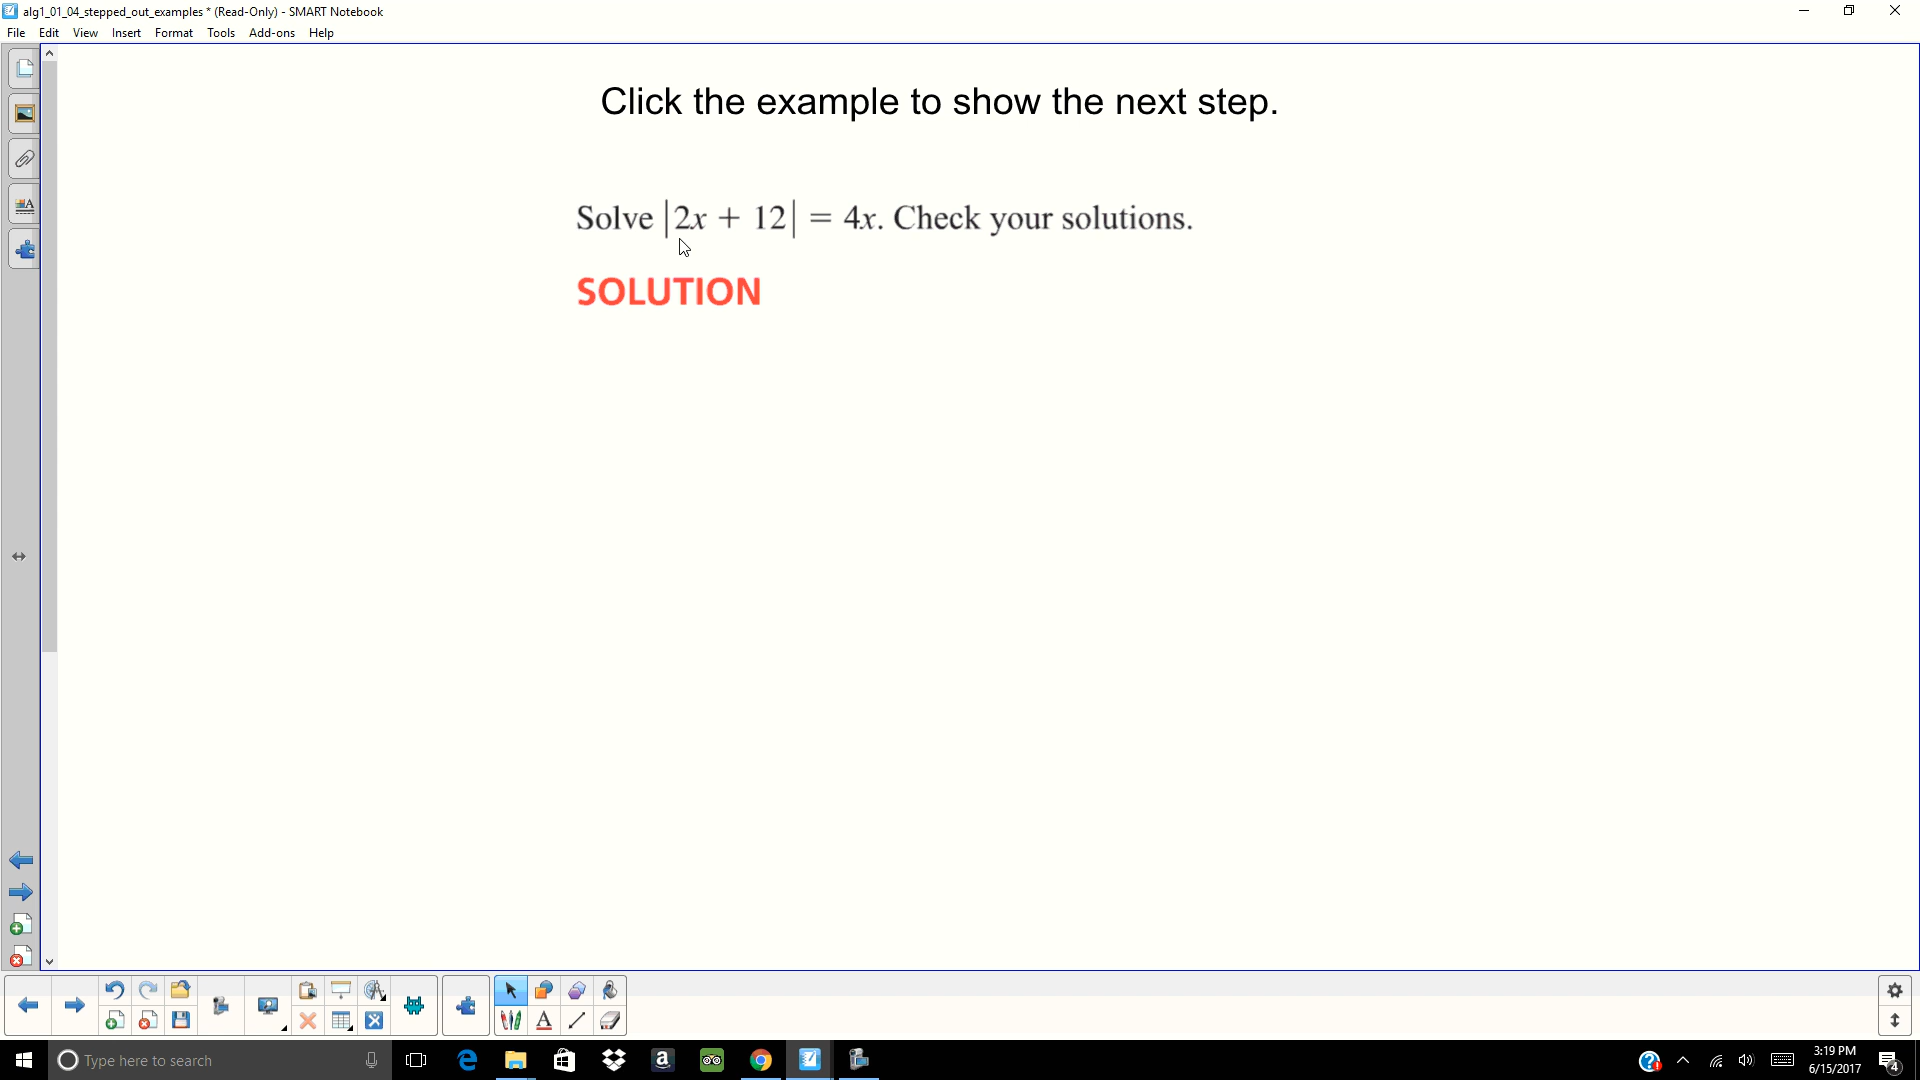 alg1_01_04_stepped_out_examples * (Read-Only) - SMART Notebook
File Edit View Insert Format Tools Add-ons Help
Click the example to show the next step.
Solve |2x + 12| = 4x. Check your solutions.
SOLUTION
Type here to search
3:19 PM
6/15/2017
4